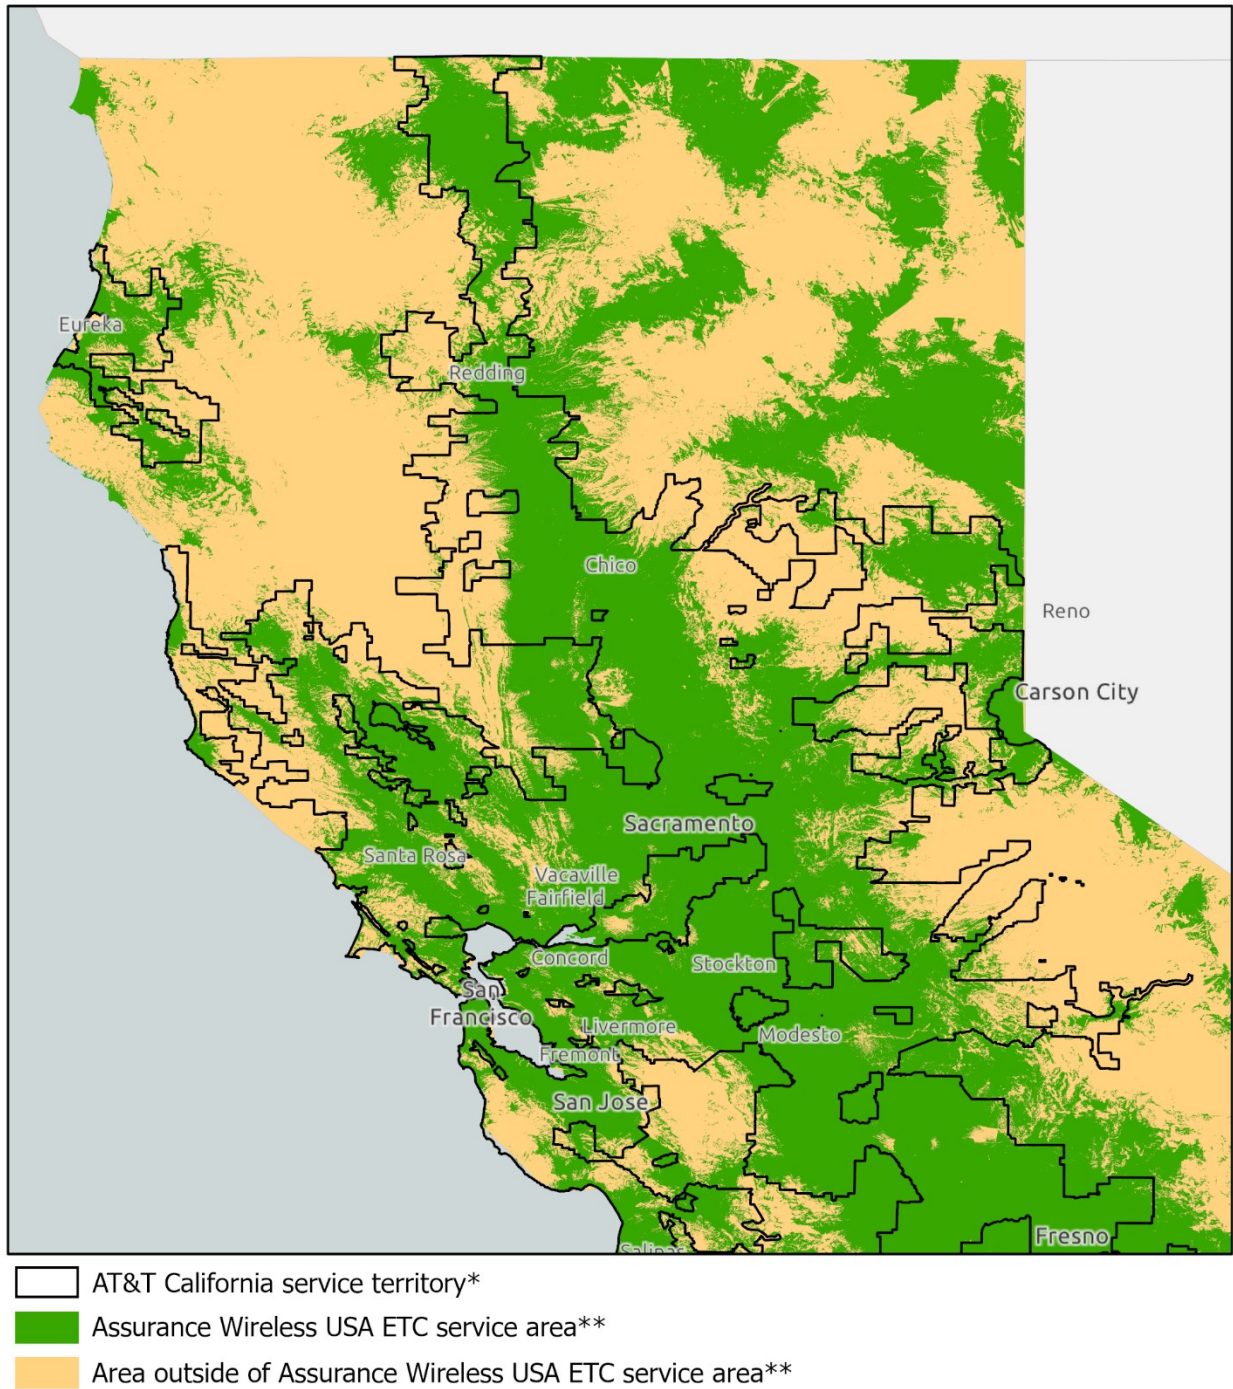 Eureka
Redding
Chico
Reno
Carson City
Sacramento
Santa Rosa
Vacaville
Fairfield
Concord
Stockton
San
Francisco
Livermore
Modesto
Fremont
San Jose
Fresno
Salinas
AT&T California service territory*
Assurance Wireless USA ETC service area**
Area outside of Assurance Wireless USA ETC service area**